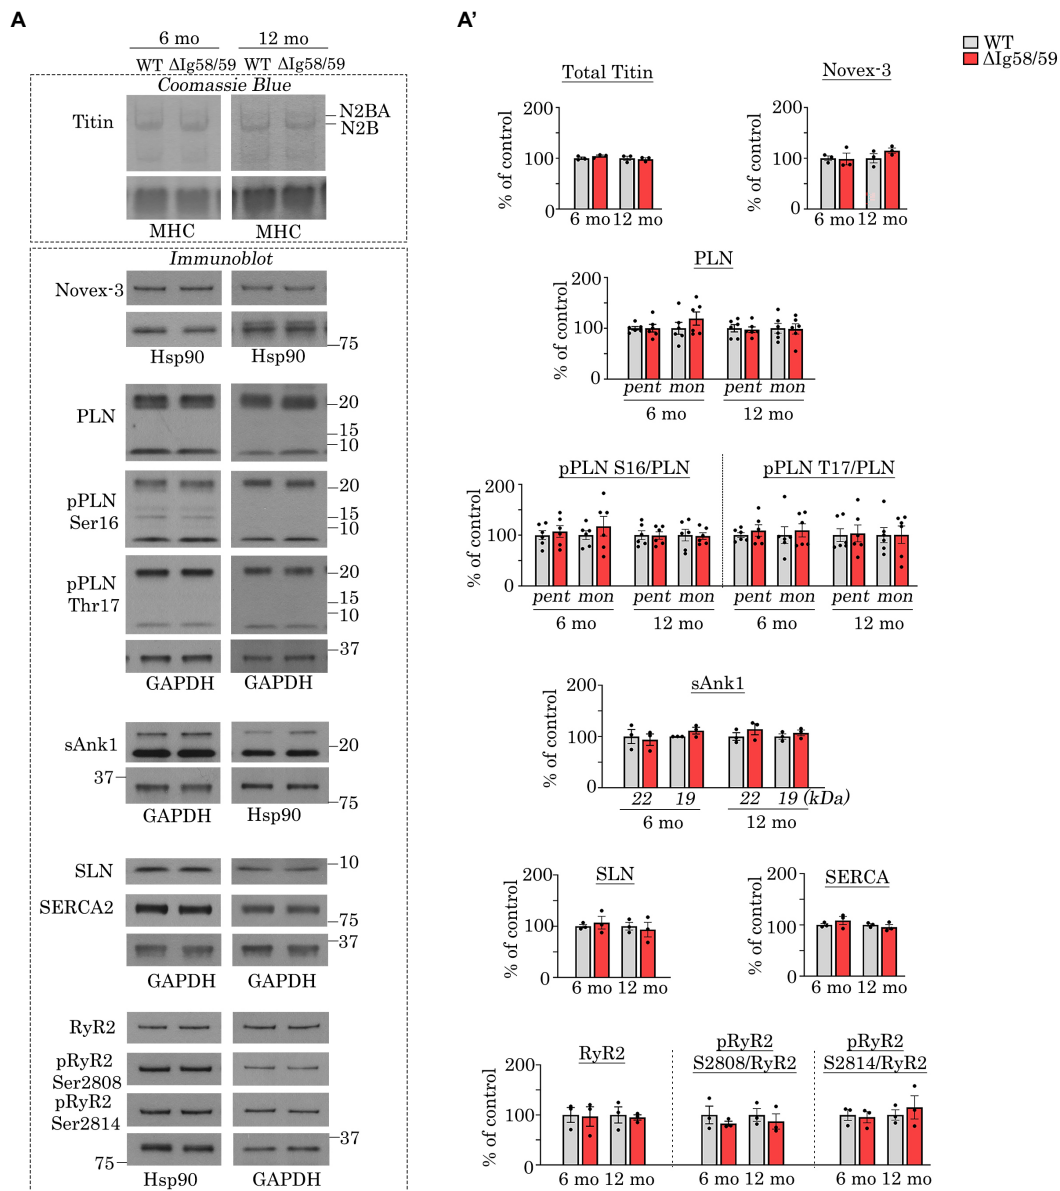 A
6 mo 12 mo
WT ΔIg58/59 WT ΔIg58/59
Coomassie Blue
Titin
N2BA
N2B
MHC MHC
Immunoblot
Novex-3
75
Hsp90 Hsp90
PLN
20
15
10
pPLN
Ser16
20
15
10
pPLN
Thr17
20
15
10
37
GAPDH GAPDH
sAnk1
20
37
75
GAPDH Hsp90
SLN
10
SERCA2
75
37
GAPDH GAPDH
RyR2
pRyR2
Ser2808
pRyR2
Ser2814
37
75
Hsp90 GAPDH
A’
WT
ΔIg58/59
Total Titin
% of control
200
100
0
6 mo 12 mo
Novex-3
% of control
200
100
0
6 mo 12 mo
PLN
% of control
200
100
0
pent mon pent mon
6 mo 12 mo
pPLN S16/PLN pPLN T17/PLN
% of control
200
100
0
pent mon pent mon pent mon pent mon
6 mo 12 mo 6 mo 12 mo
sAnk1
% of control
200
100
0
22 19 22 19 (kDa)
6 mo 12 mo
SLN
% of control
200
100
0
6 mo 12 mo
SERCA
% of control
200
100
0
6 mo 12 mo
RyR2
pRyR2
S2808/RyR2
pRyR2
S2814/RyR2
% of control
200
100
0
6 mo 12 mo 6 mo 12 mo 6 mo 12 mo